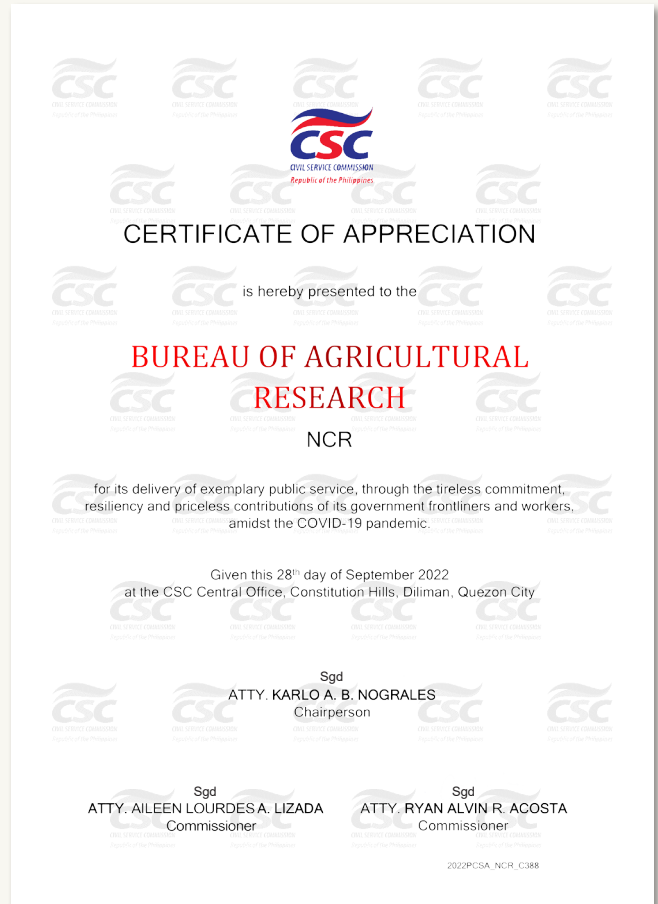 CSC
CIVIL SERVICE COMMISSION
Republic of the Philippines
CERTIFICATE OF APPRECIATION
is hereby presented to the
BUREAU OF AGRICULTURAL
RESEARCH
NCR
for its delivery of exemplary public service, through the tireless commitment,
resiliency and priceless contributions of its government frontliners and workers,
amidst the COVID-19 pandemic.
Given this 28th day of September 2022
at the CSC Central Office, Constitution Hills, Diliman, Quezon City
Sgd
ATTY. KARLO A. B. NOGRALES
Chairperson
Sgd
ATTY. AILEEN LOURDES A. LIZADA
Commissioner
Sgd
ATTY. RYAN ALVIN R. ACOSTA
Commissioner
2022PCSA_NCR_C388